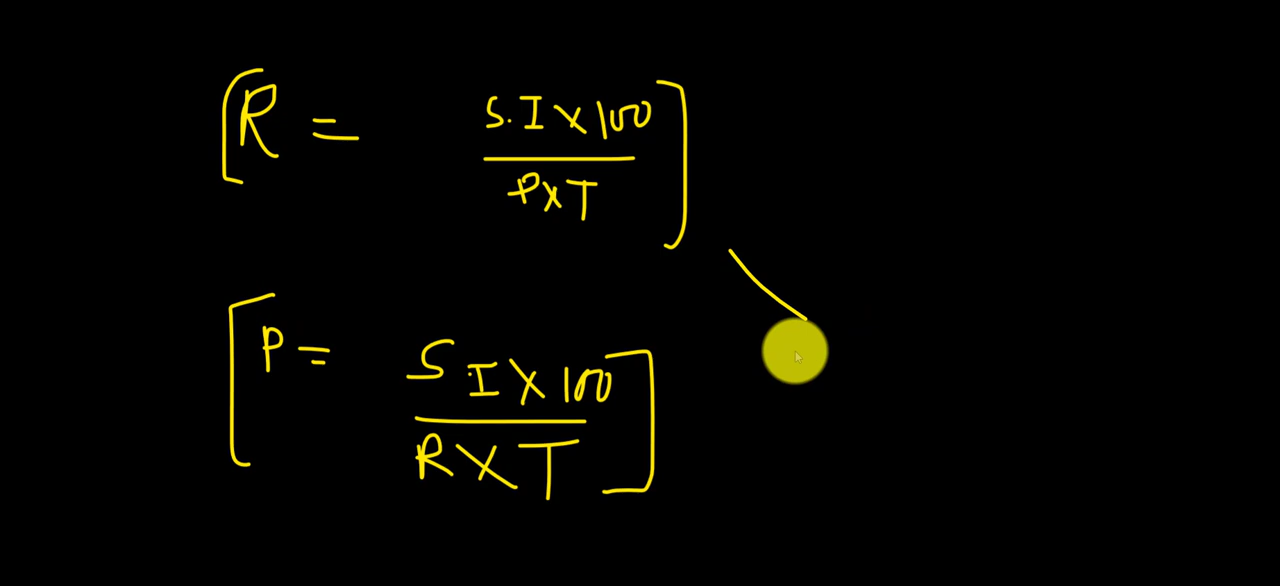 R = S.I X 100
P X T
P = S I X 100
R X T